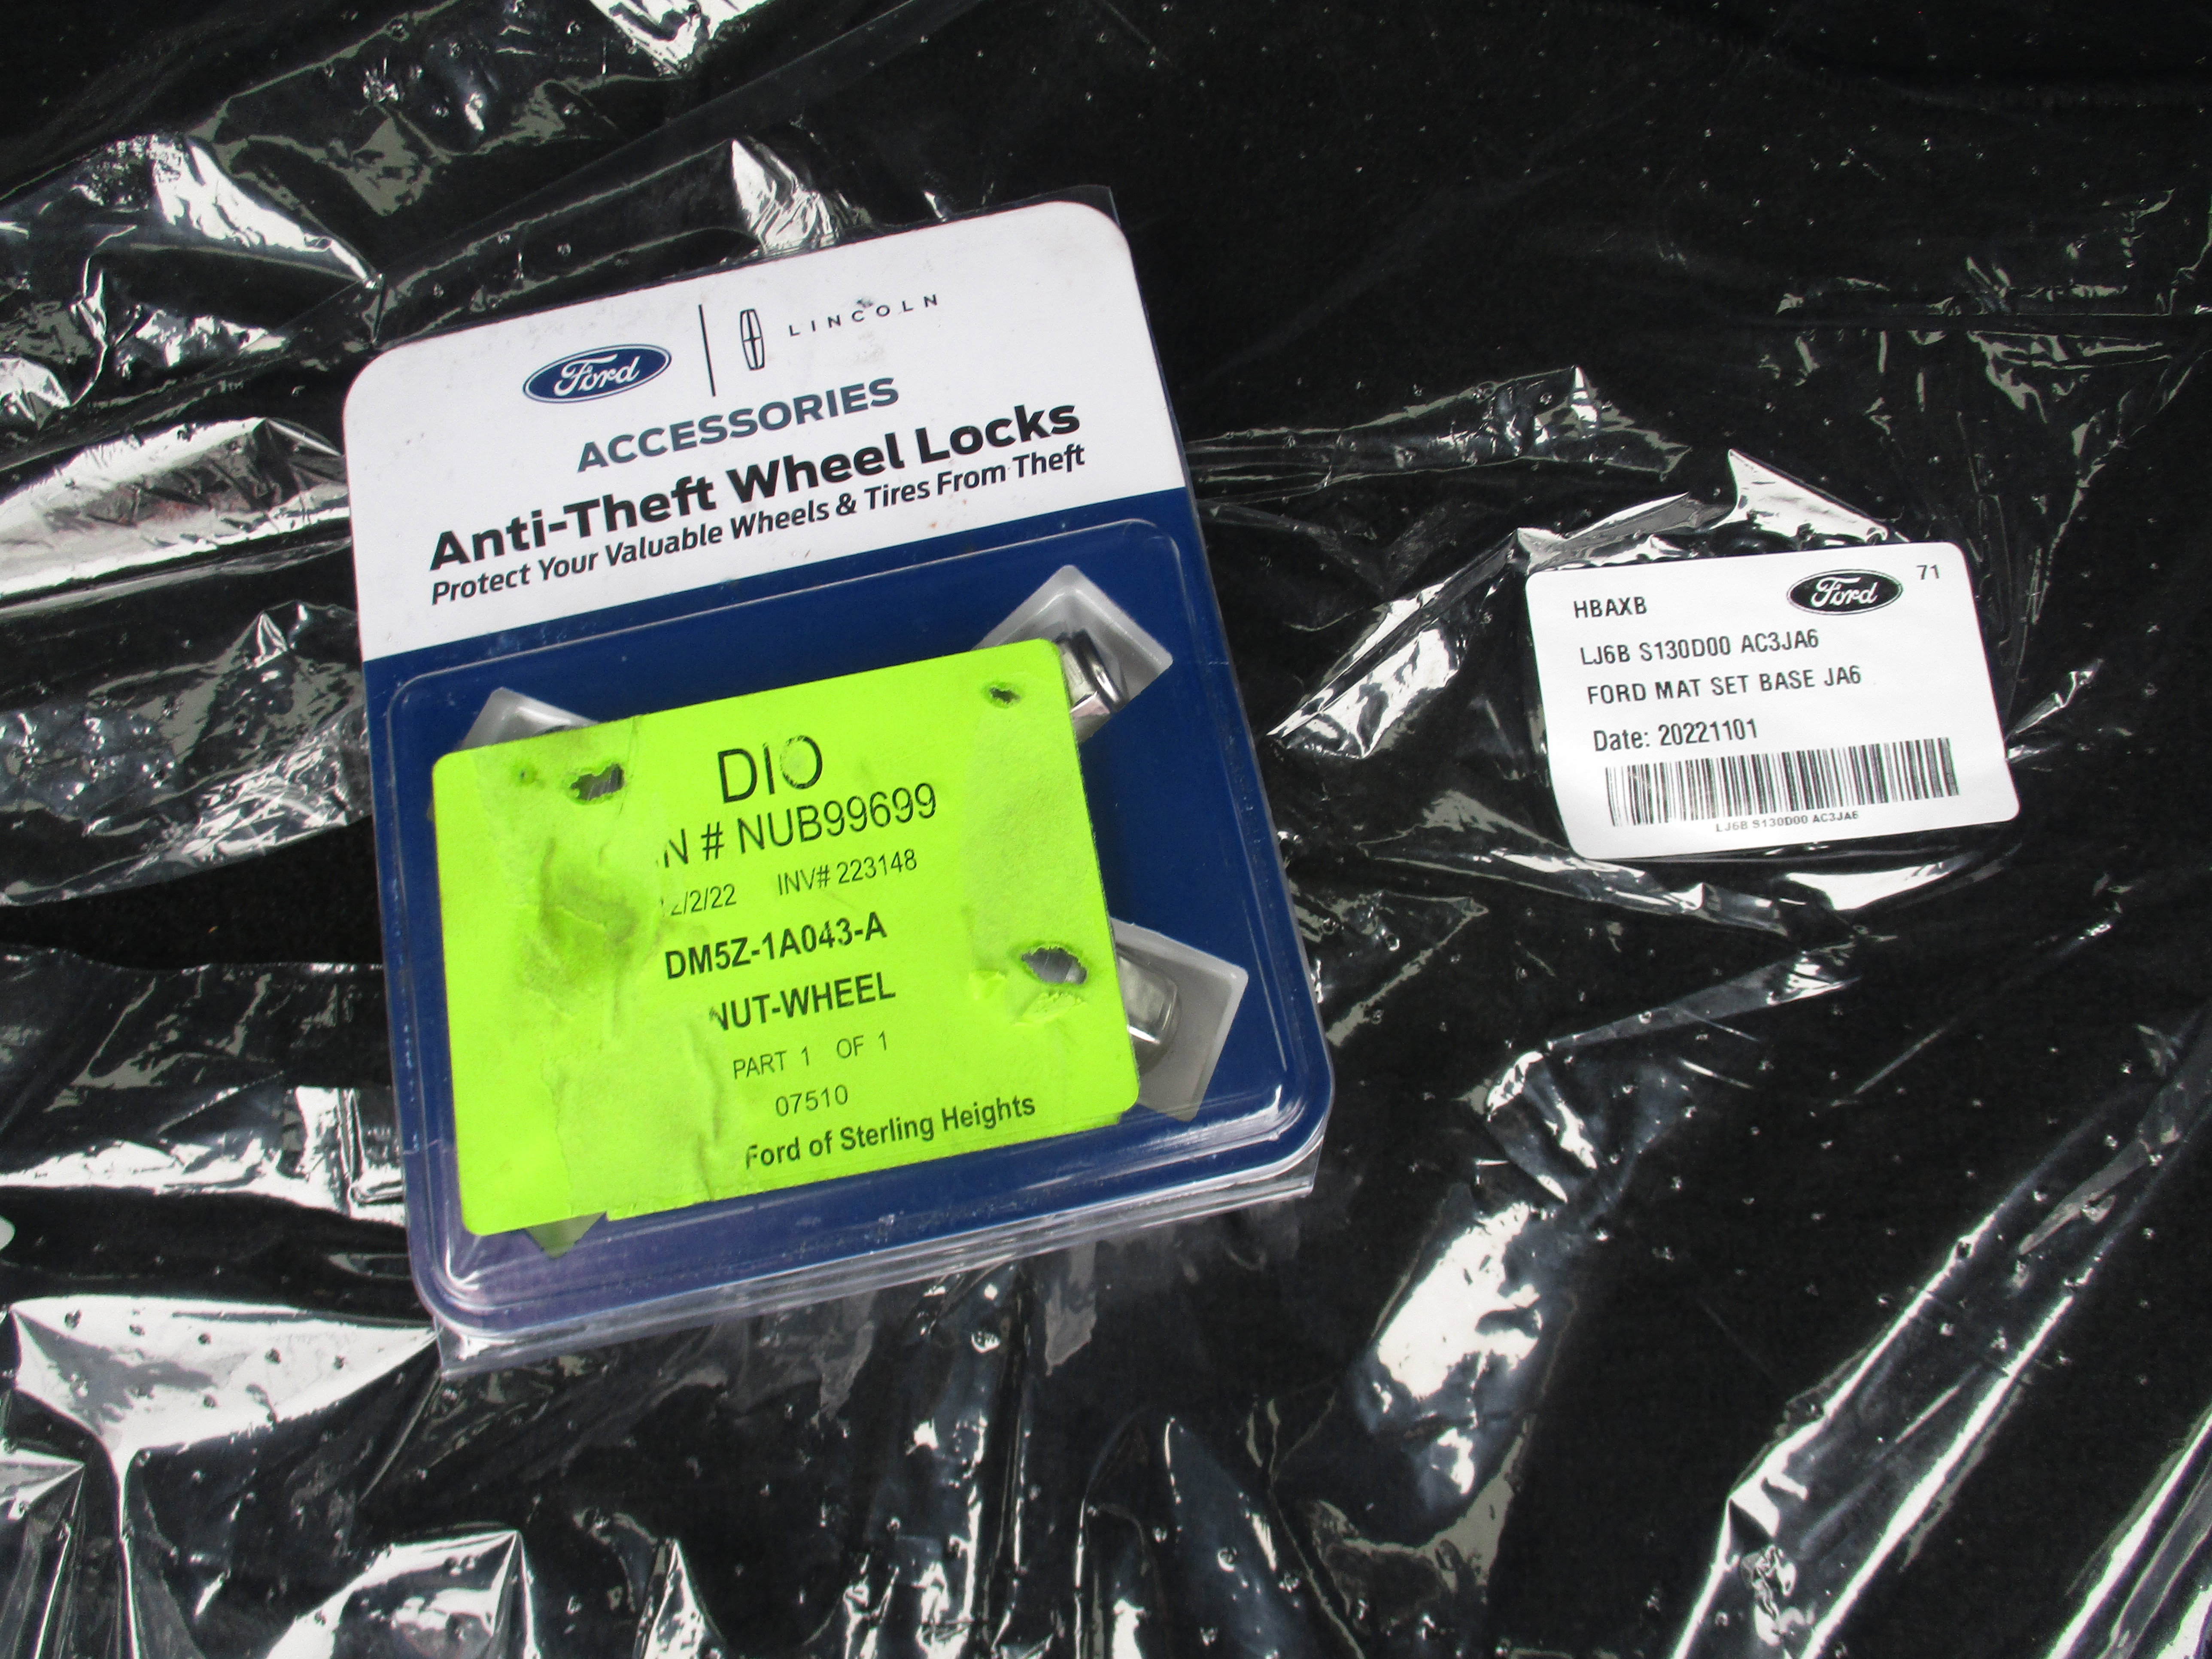 Ford
LINCOLN
ACCESSORIES
Anti-Theft Wheel Locks
Protect Your Valuable Wheels & Tires From Theft
DIO
N # NUB99699
/2/22 INV# 223148
DM5Z-1A043-A
NUT-WHEEL
PART 1 OF 1
07510
Ford of Sterling Heights
HBAXB Ford 71
LJ6B S130D00 AC3JA6
FORD MAT SET BASE JA6
Date: 20221101
LJ6B S130D00 AC3JA6